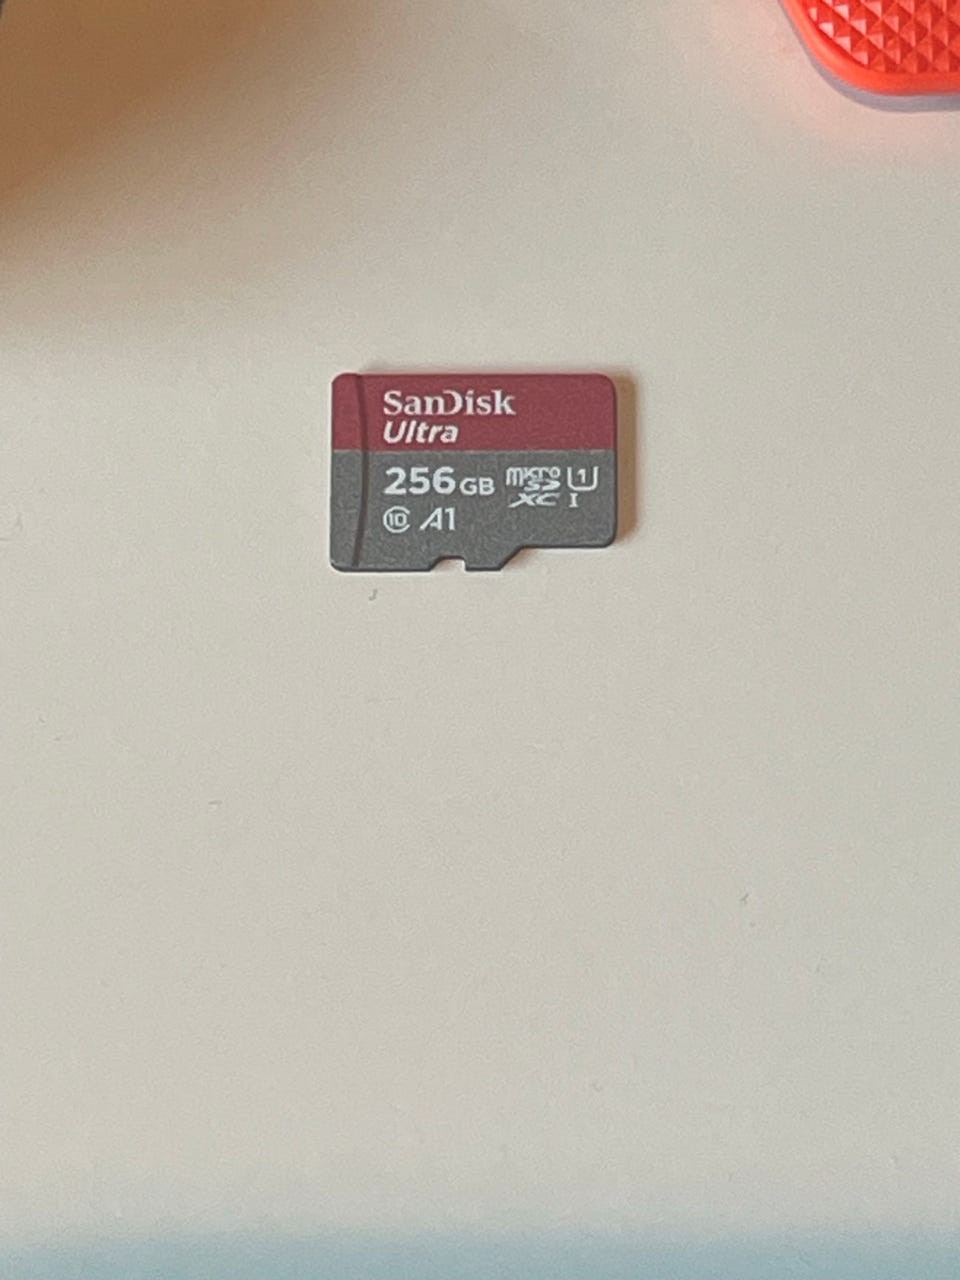 SanDisk
Ultra
256GB micro SD XC U1 I
10 A1